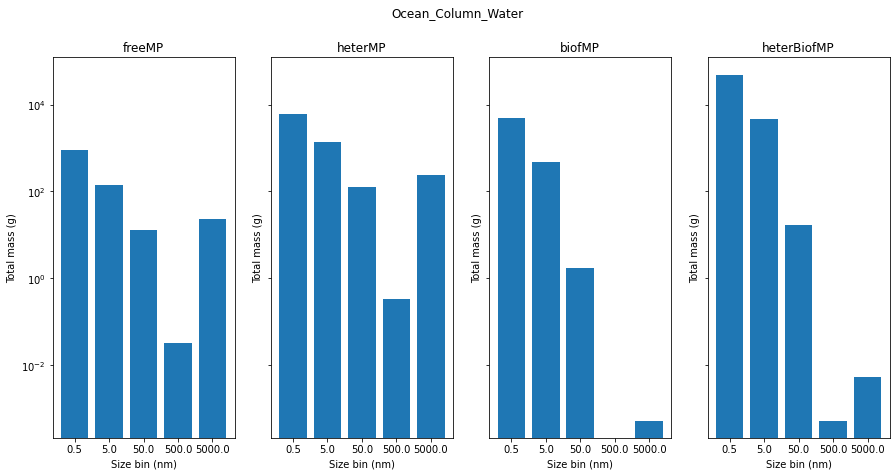 Ocean_Column_Water
freeMP
heterMP
biofMP
heterBiofMP
Total mass (g)
10^4
10^2
10^0
10^−2
0.5 5.0 50.0 500.0 5000.0
Size bin (nm)
Total mass (g)
0.5 5.0 50.0 500.0 5000.0
Size bin (nm)
Total mass (g)
0.5 5.0 50.0 500.0 5000.0
Size bin (nm)
Total mass (g)
0.5 5.0 50.0 500.0 5000.0
Size bin (nm)